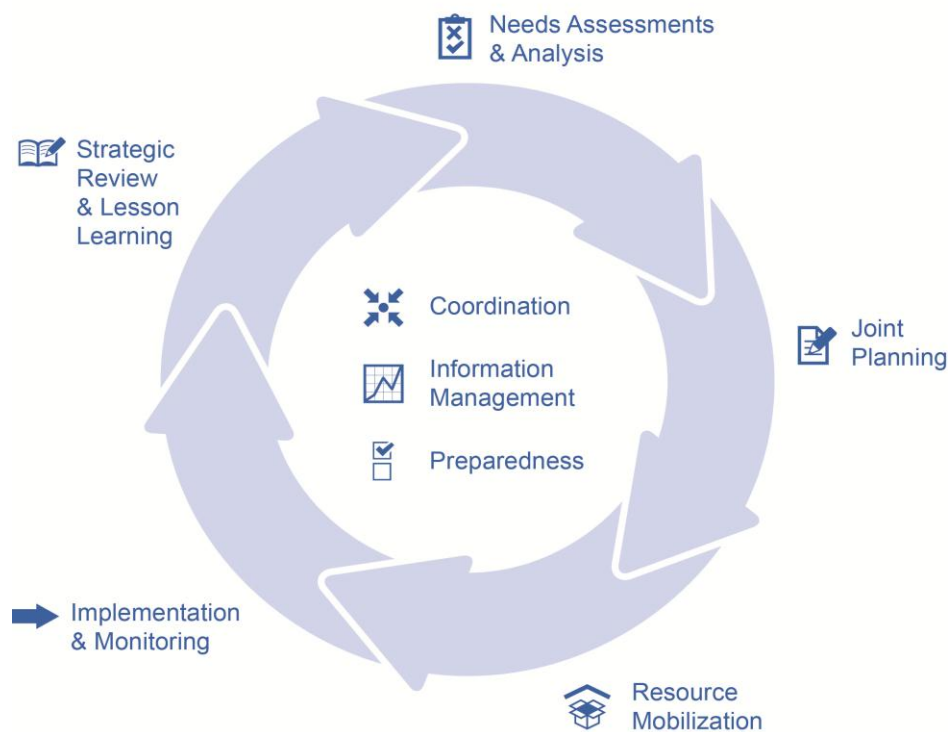 Needs Assessments
& Analysis
Strategic
Review
& Lesson
Learning
Coordination
Joint
Planning
Information
Management
Preparedness
Implementation
& Monitoring
Resource
Mobilization